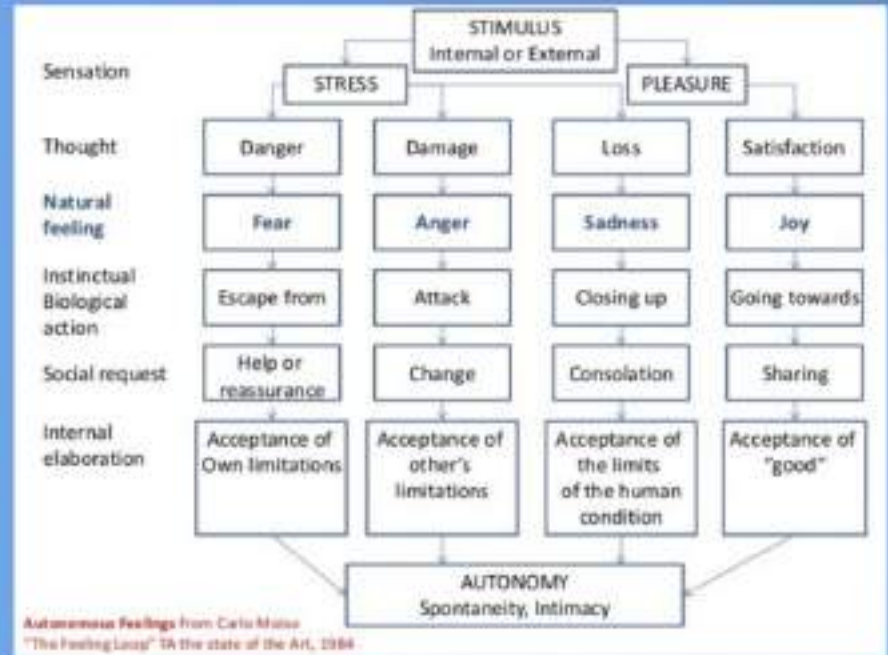 STIMULUS
Internal or External
Sensation
STRESS
PLEASURE
Thought
Danger
Damage
Loss
Satisfaction
Natural
feeling
Fear
Anger
Sadness
Joy
Instinctual
Biological
action
Escape from
Attack
Closing up
Going towards
Social request
Help or
reassurance
Change
Consolation
Sharing
Internal
elaboration
Acceptance of
Own limitations
Acceptance of
other's
limitations
Acceptance of
the limits
of the human
condition
Acceptance of
"good"
AUTONOMY
Spontaneity, Intimacy
Autonomous Feelings from Carlo Moiso
"The Feeling Loop" TA the state of the Art, 1984